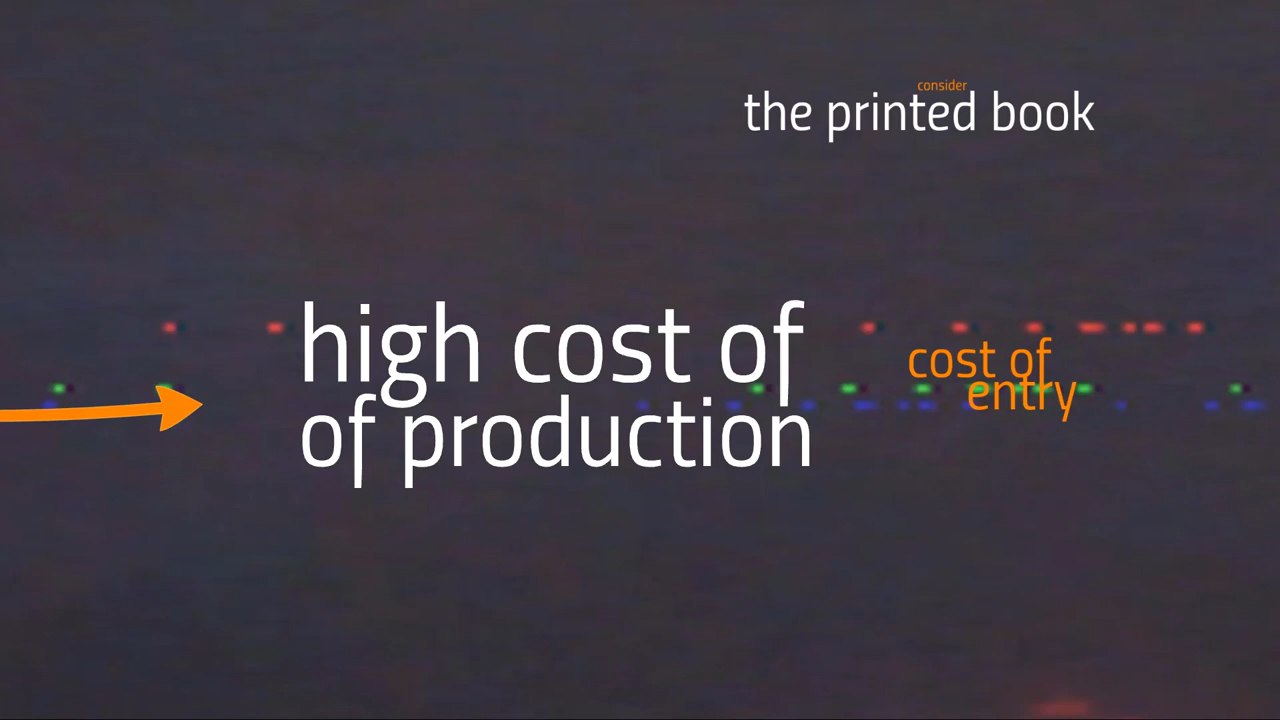 consider
the printed book
high cost of
of production
cost of
entry